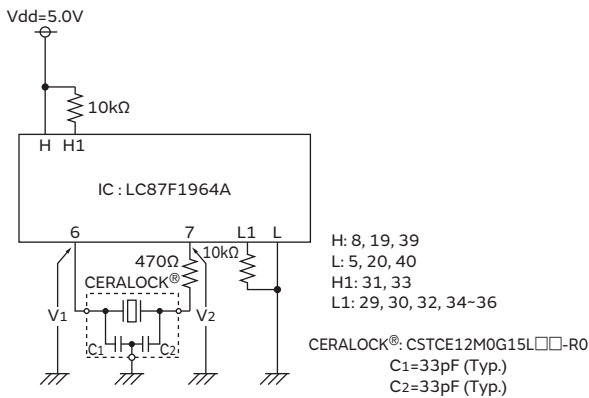 Vdd=5.0V
10kΩ
H H1
IC : LC87F1964A
6 7 L1 L
470Ω 10kΩ
CERALOCK®
V1 V2
C1 C2
H: 8, 19, 39
L: 5, 20, 40
H1: 31, 33
L1: 29, 30, 32, 34~36
CERALOCK®: CSTCE12M0G15L□□-R0
C1=33pF (Typ.)
C2=33pF (Typ.)